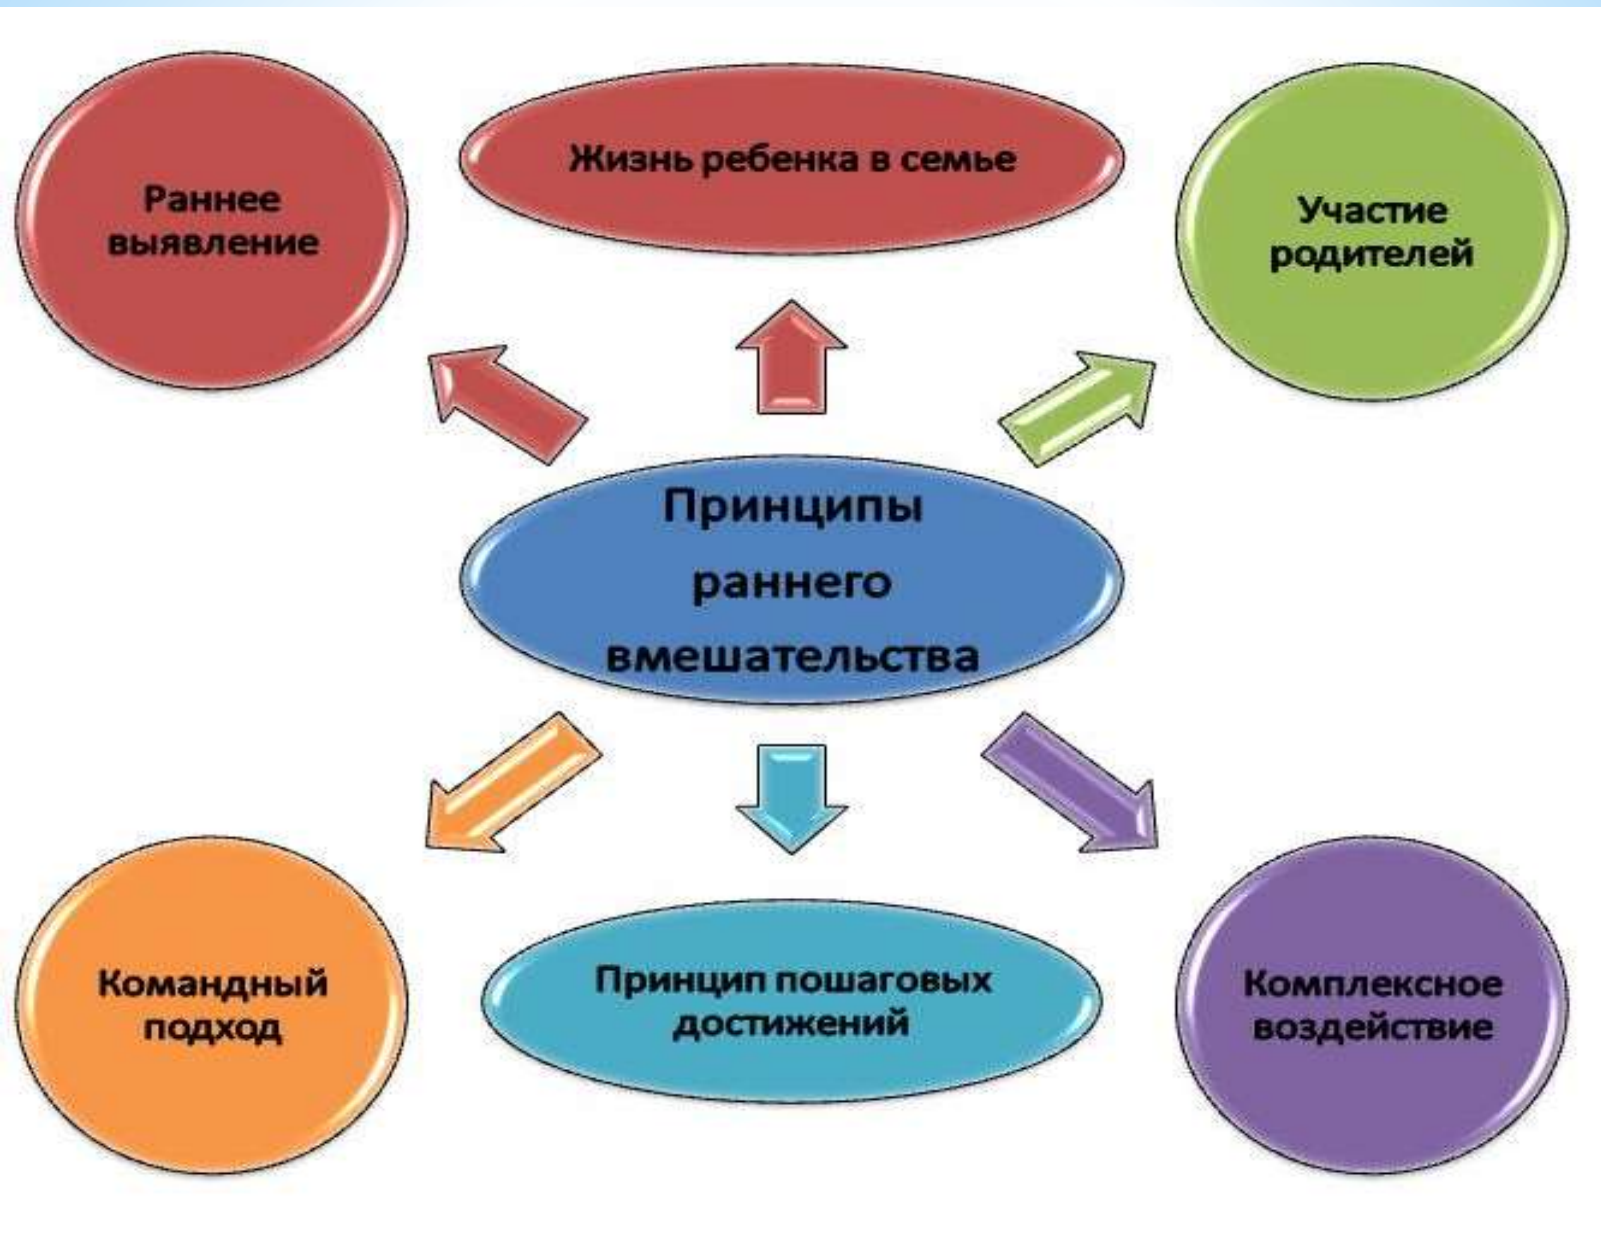 Раннее
выявление
Жизнь ребенка в семье
Участие
родителей
Принципы
раннего
вмешательства
Командный
подход
Принцип пошаговых
достижений
Комплексное
воздействие